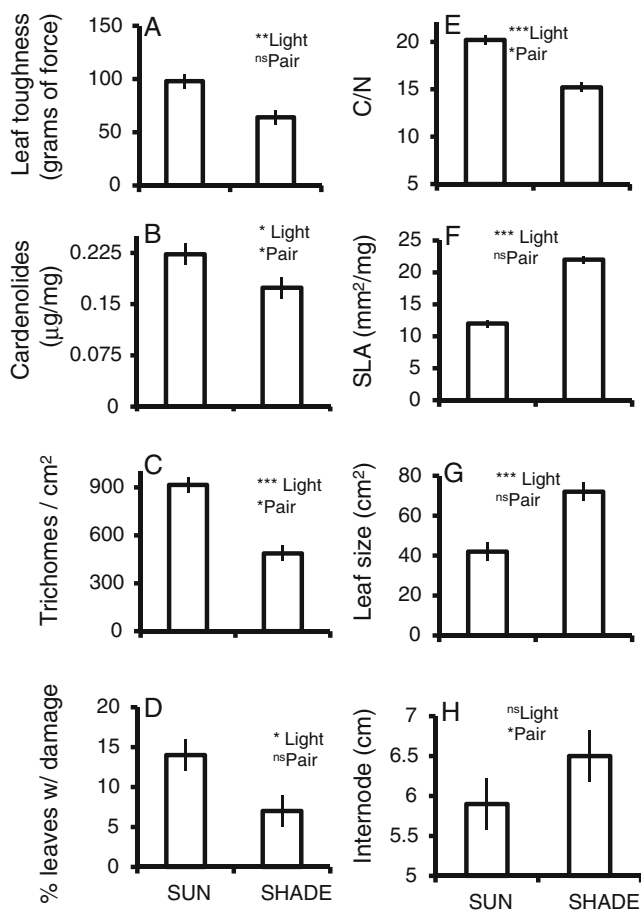 A
Leaf toughness
(grams of force)
150
100
50
0
**Light
nsPair
B
Cardenolides
(µg/mg)
0.225
0.15
0.075
0
* Light
*Pair
C
Trichomes / cm²
900
600
300
0
*** Light
*Pair
D
% leaves w/ damage
20
15
10
5
0
* Light
nsPair
SUN SHADE
E
C/N
20
15
10
5
***Light
*Pair
F
SLA (mm²/mg)
25
20
15
10
5
0
*** Light
nsPair
G
Leaf size (cm²)
80
60
40
20
0
*** Light
nsPair
H
Internode (cm)
7
6.5
6
5.5
5
nsLight
*Pair
SUN SHADE